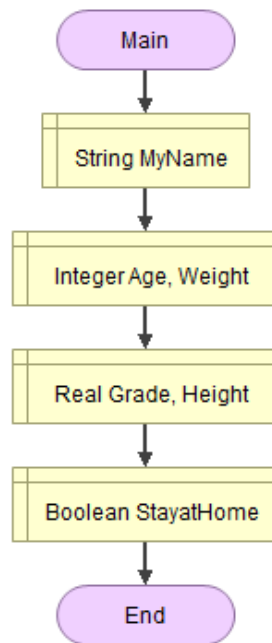 Main
String MyName
Integer Age, Weight
Real Grade, Height
Boolean StayatHome
End